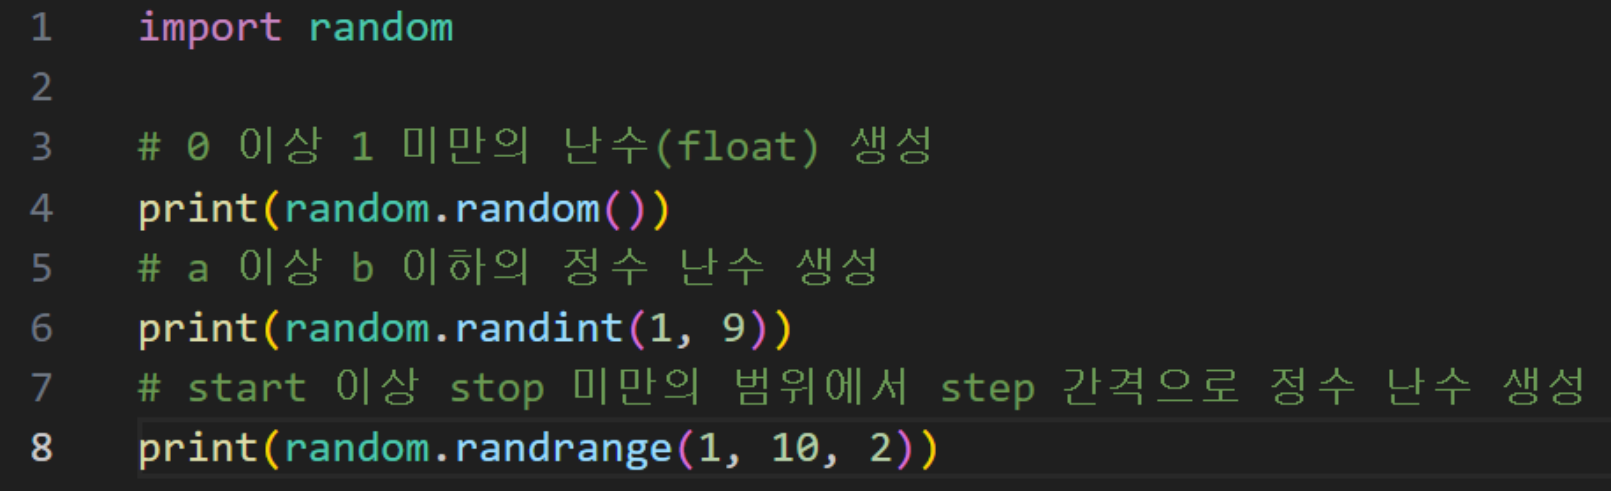 1 import random
2
3 # 0 이상 1 미만의 난수(float) 생성
4 print(random.random())
5 # a 이상 b 이하의 정수 난수 생성
6 print(random.randint(1, 9))
7 # start 이상 stop 미만의 범위에서 step 간격으로 정수 난수 생성
8 print(random.randrange(1, 10, 2))